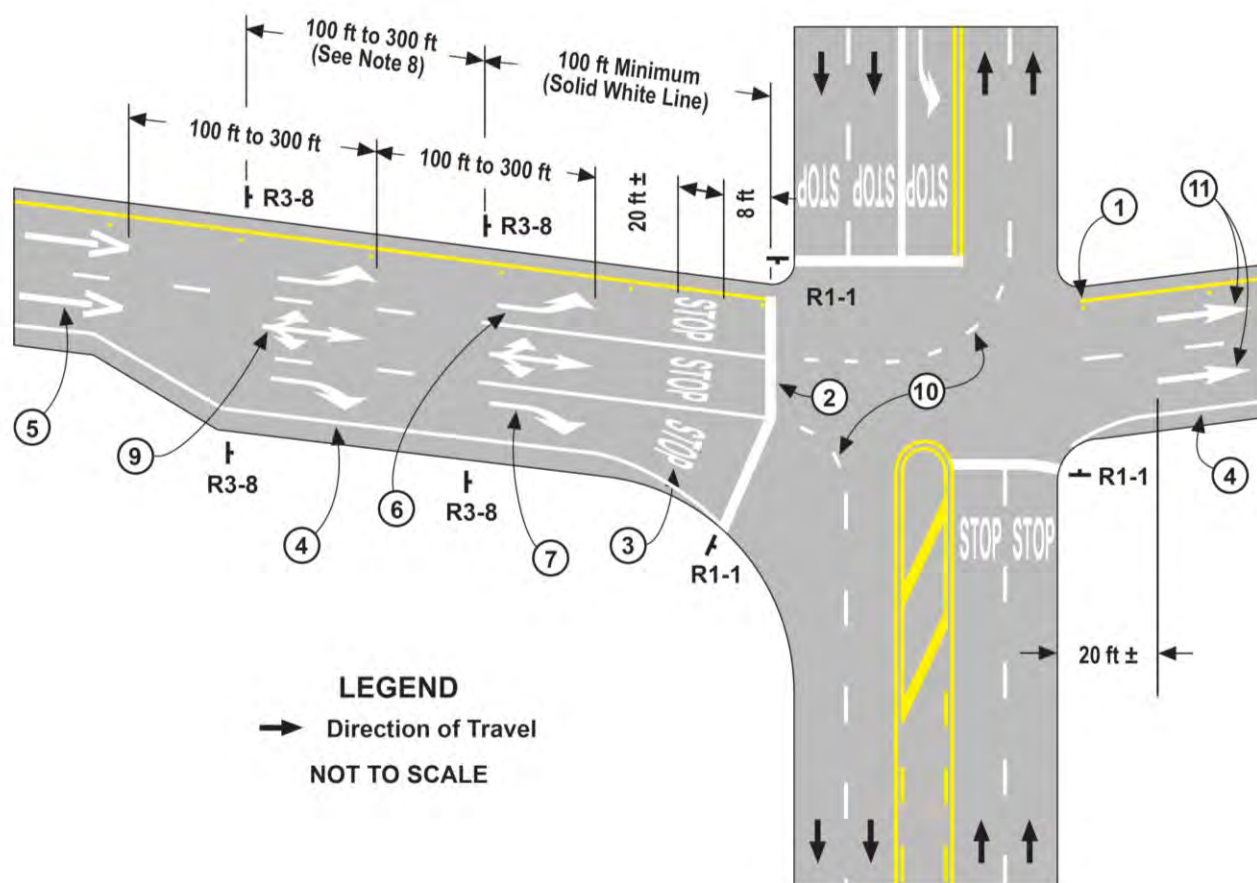 100 ft to 300 ft
(See Note 8)
100 ft Minimum
(Solid White Line)
100 ft to 300 ft
100 ft to 300 ft
20 ft ±
8 ft
R3-8
R3-8
STOP
STOP
STOP
R1-1
1
11
STOP
STOP
STOP
2
10
5
9
R3-8
4
6
R3-8
7
3
R1-1
STOP
STOP
R1-1
4
20 ft ±
LEGEND
Direction of Travel
NOT TO SCALE